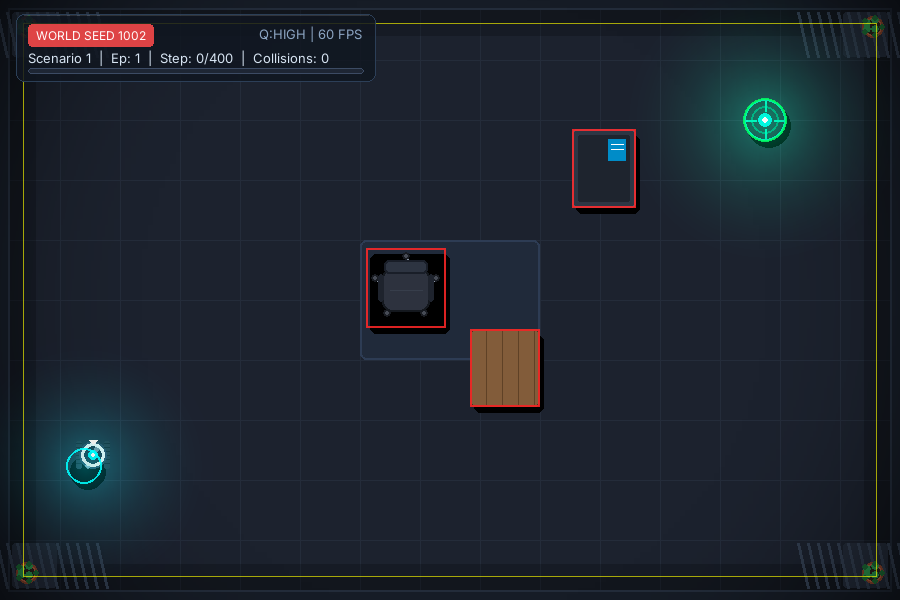 WORLD SEED 1002
Q:HIGH | 60 FPS
Scenario 1 | Ep: 1 | Step: 0/400 | Collisions: 0